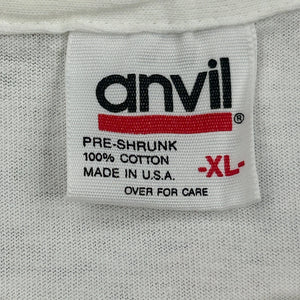 anvil®
PRE-SHRUNK
100% COTTON
MADE IN U.S.A.
-XL-
OVER FOR CARE